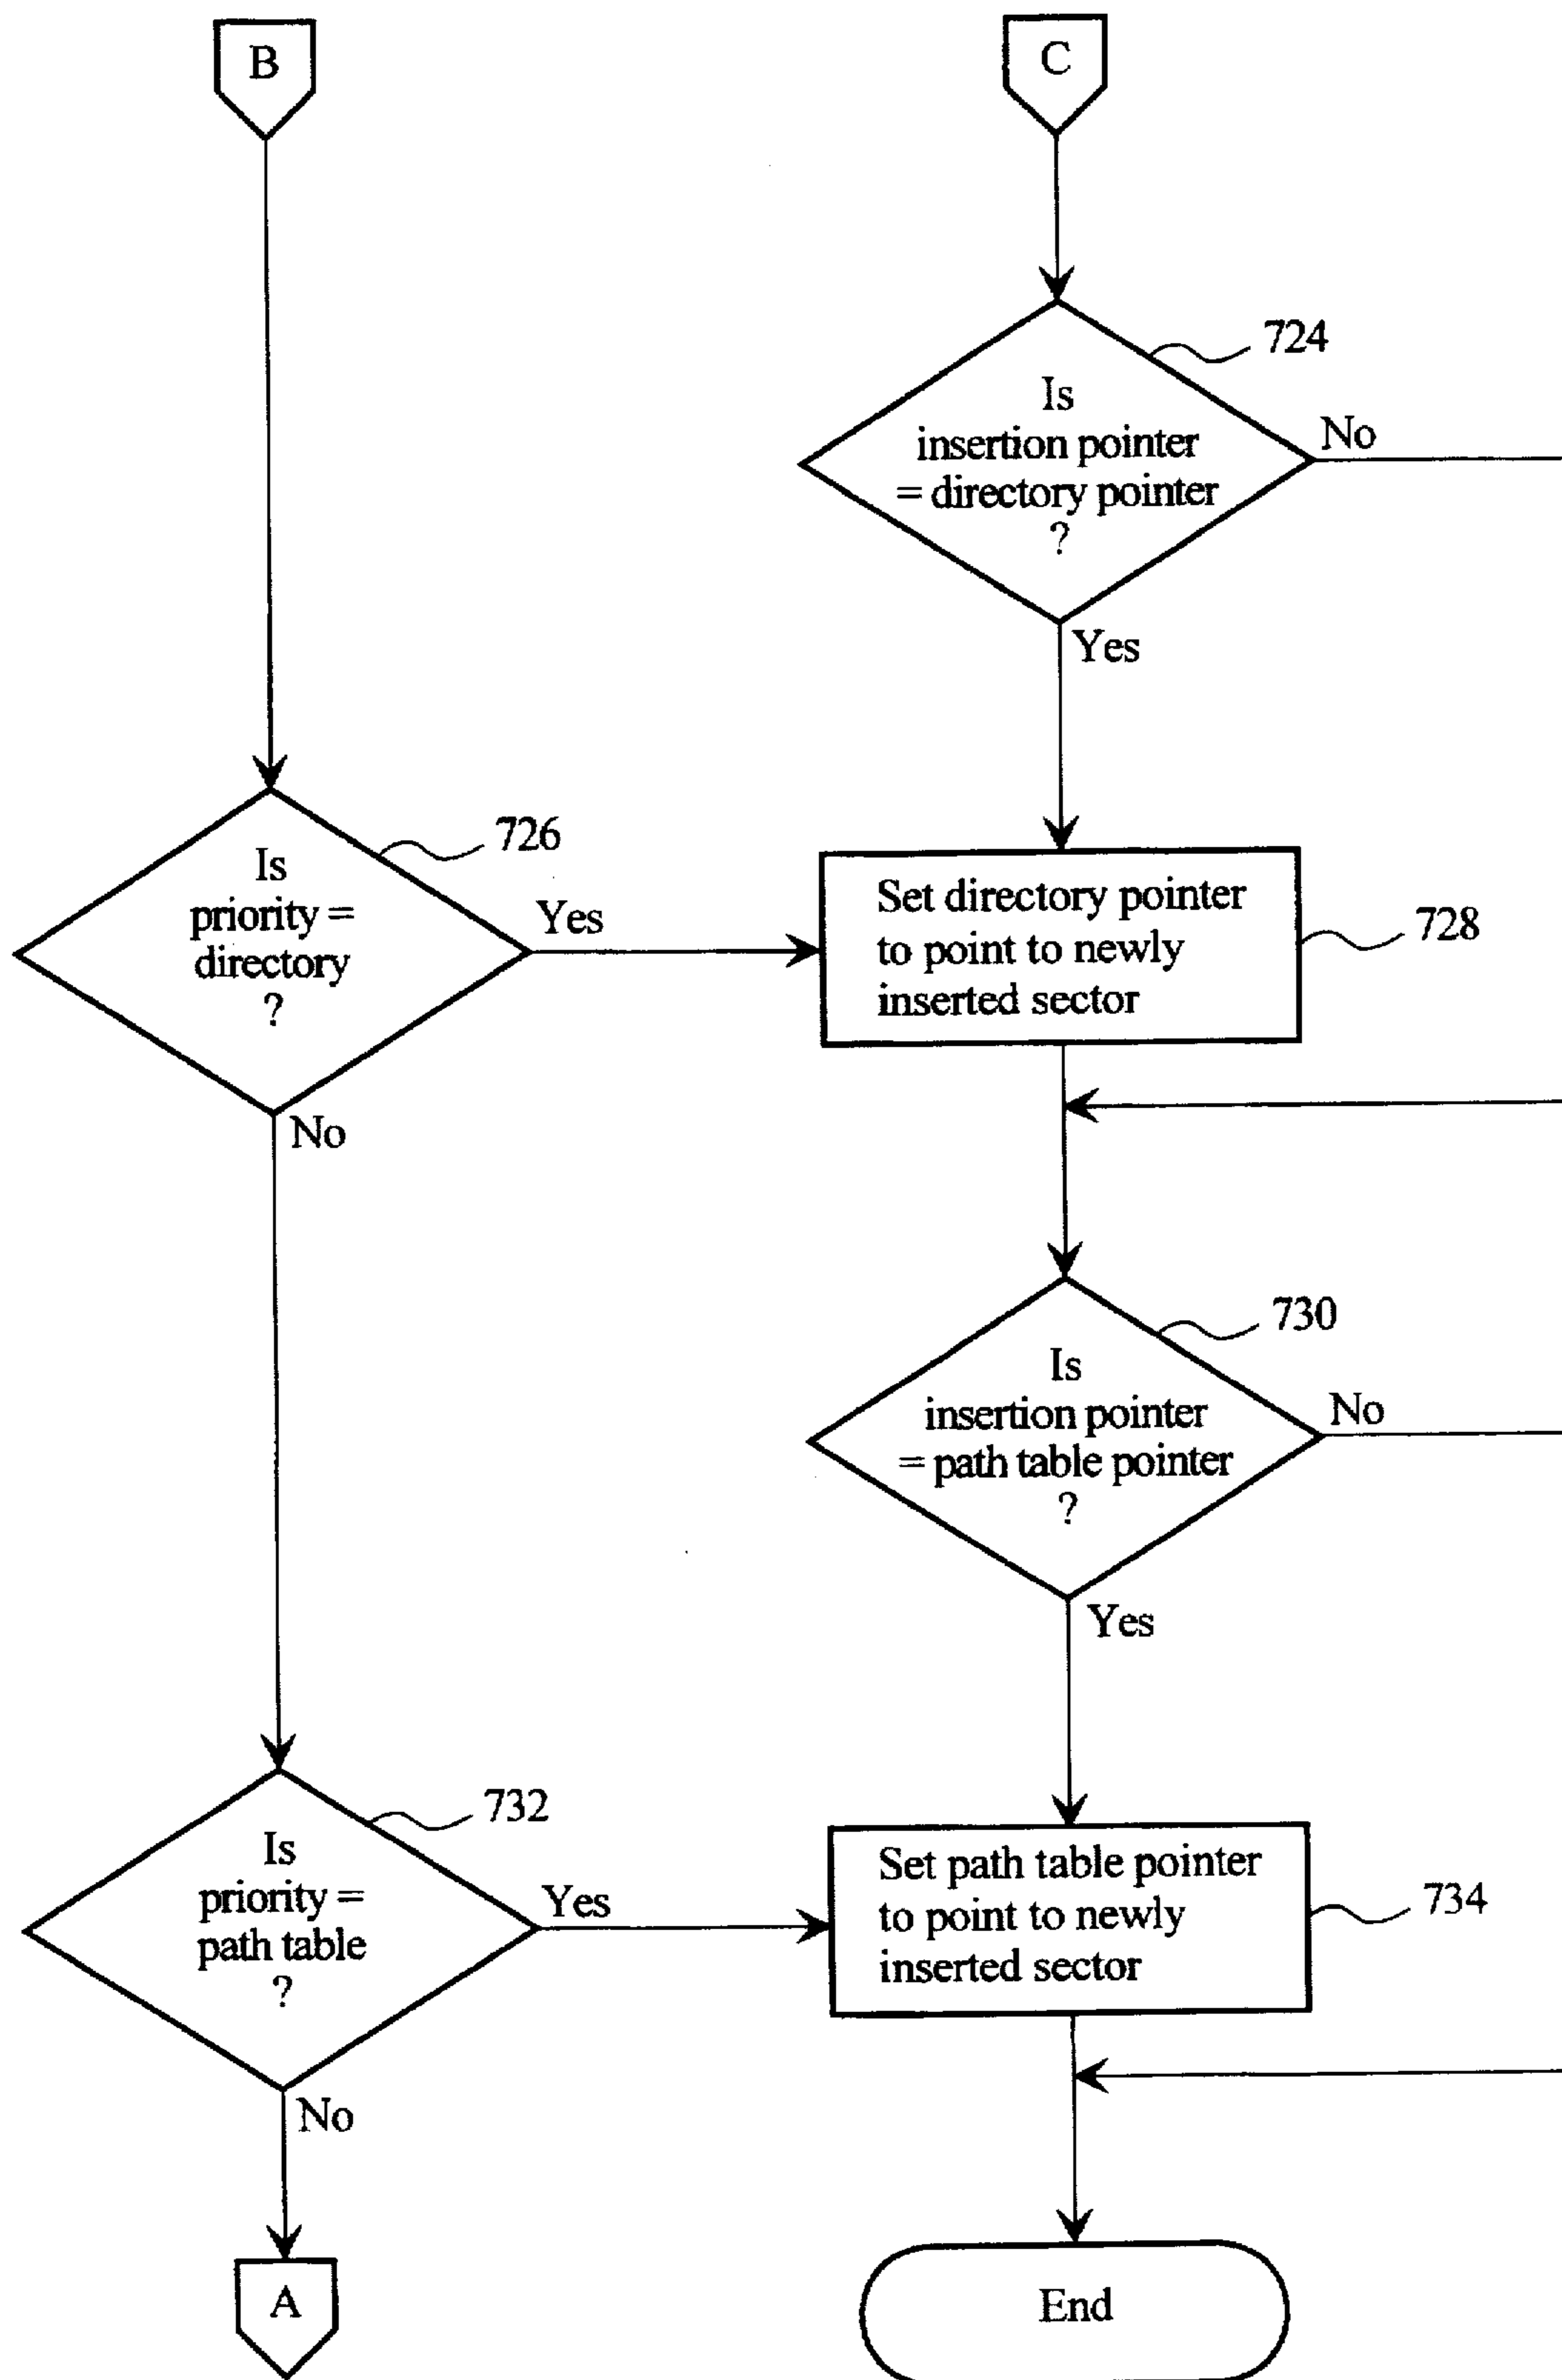 B
C
724
Is
insertion pointer
= directory pointer
?
No
Yes
726
Is
priority =
directory
?
Yes
No
Set directory pointer
to point to newly
inserted sector
728
730
Is
insertion pointer
= path table pointer
?
No
Yes
732
Is
priority =
path table
?
Yes
No
Set path table pointer
to point to newly
inserted sector
734
A
End